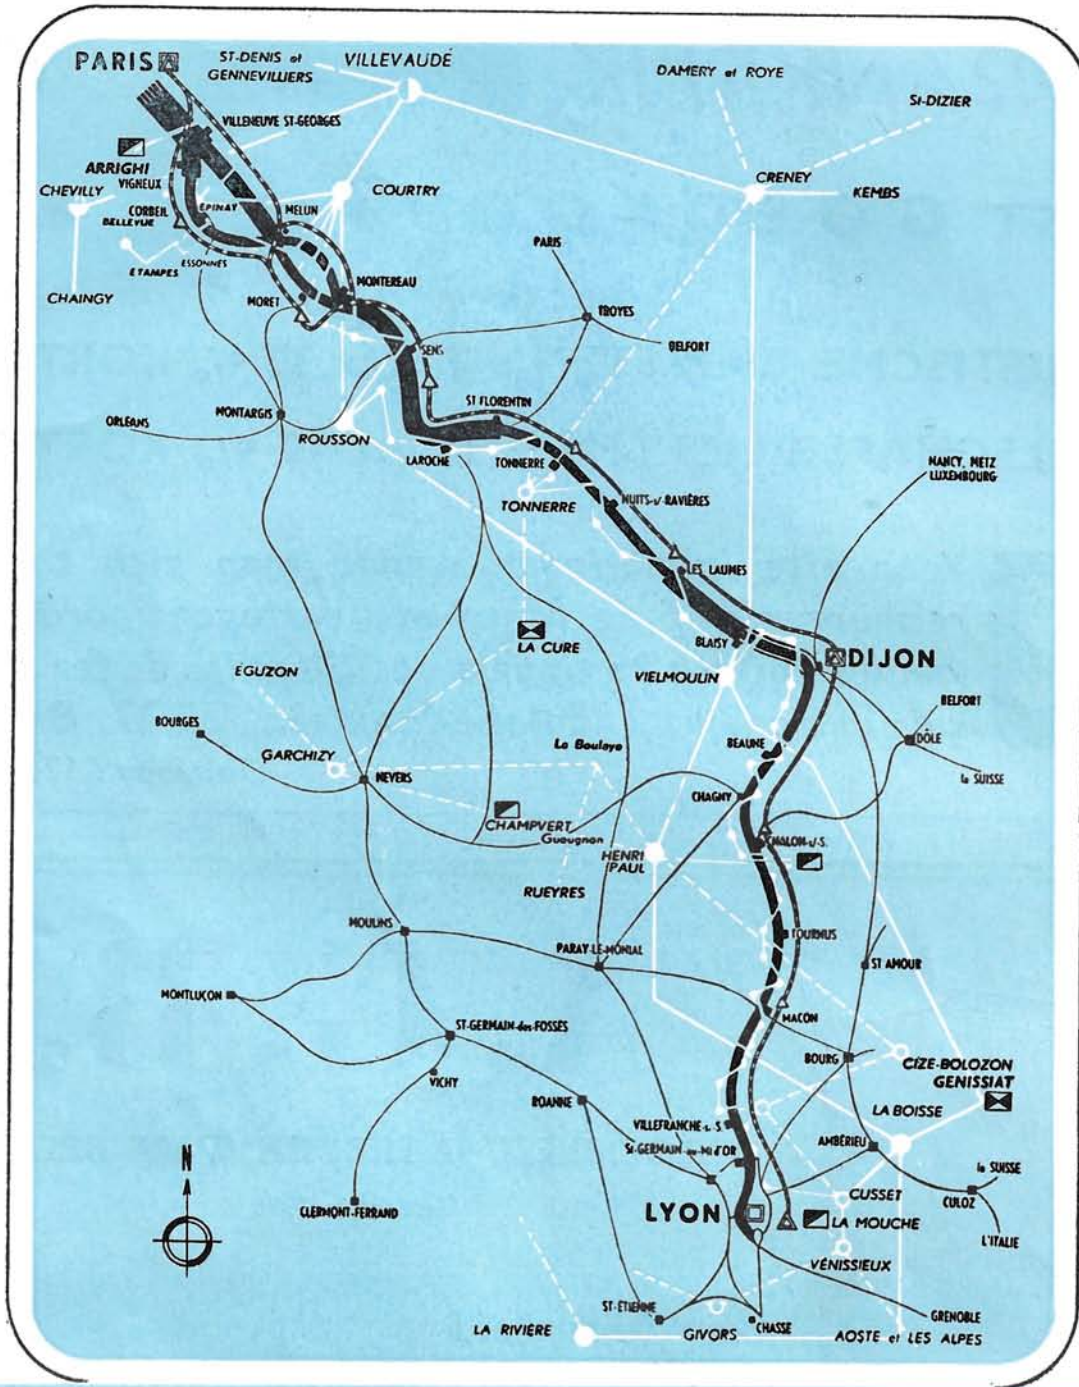 PARIS
ST-DENIS et
GENNEVILLIERS
VILLEVAUDÉ
DAMERY et ROYE
St-DIZIER
VILLENEUVE ST-GEORGES
ARRIGHI
VIGNEUX
CHEVILLY
COURTRY
CRENEY
KEMBS
CORBEIL
BELLEVUE
EPINAY
MELUN
ÉTAMPES
ESSONNES
PARIS
CHAINGY
MORET
MONTEREAU
TROYES
BELFORT
SENS
ST FLORENTIN
ORLÉANS
MONTARGIS
ROUSSON
LAROCHE
TONNERRE
NANCY, METZ
LUXEMBOURG
TONNERRE
NUITS-s/-RAVIÈRES
LES LAUMES
LA CURE
BLAISY
DIJON
ÉGUZON
VIELMOULIN
BELFORT
BOURGES
GARCHIZY
La Boulaye
BEAUNE
DÔLE
NEVERS
CHAGNY
la SUISSE
CHAMPVERT
Gueugnon
HENRI
PAUL
CHALON-s/-S.
RUEYRES
MOULINS
PARAY-LE-MONIAL
TOURNUS
ST AMOUR
MONTLUÇON
MACON
ST-GERMAIN-des-FOSSÉS
BOURG
CIZE-BOLOZON
GENISSIAT
VICHY
ROANNE
VILLEFRANCHE-s.-S.
LA BOISSE
AMBÉRIEU
St-GERMAIN-au-Mt d'OR
la SUISSE
N
CLERMONT-FERRAND
LYON
LA MOUCHE
CUSSET
CULOZ
L'ITALIE
VÉNISSIEUX
ST-ÉTIENNE
GRENOBLE
LA RIVIÈRE
GIVORS
CHASSE
AOSTE et LES ALPES